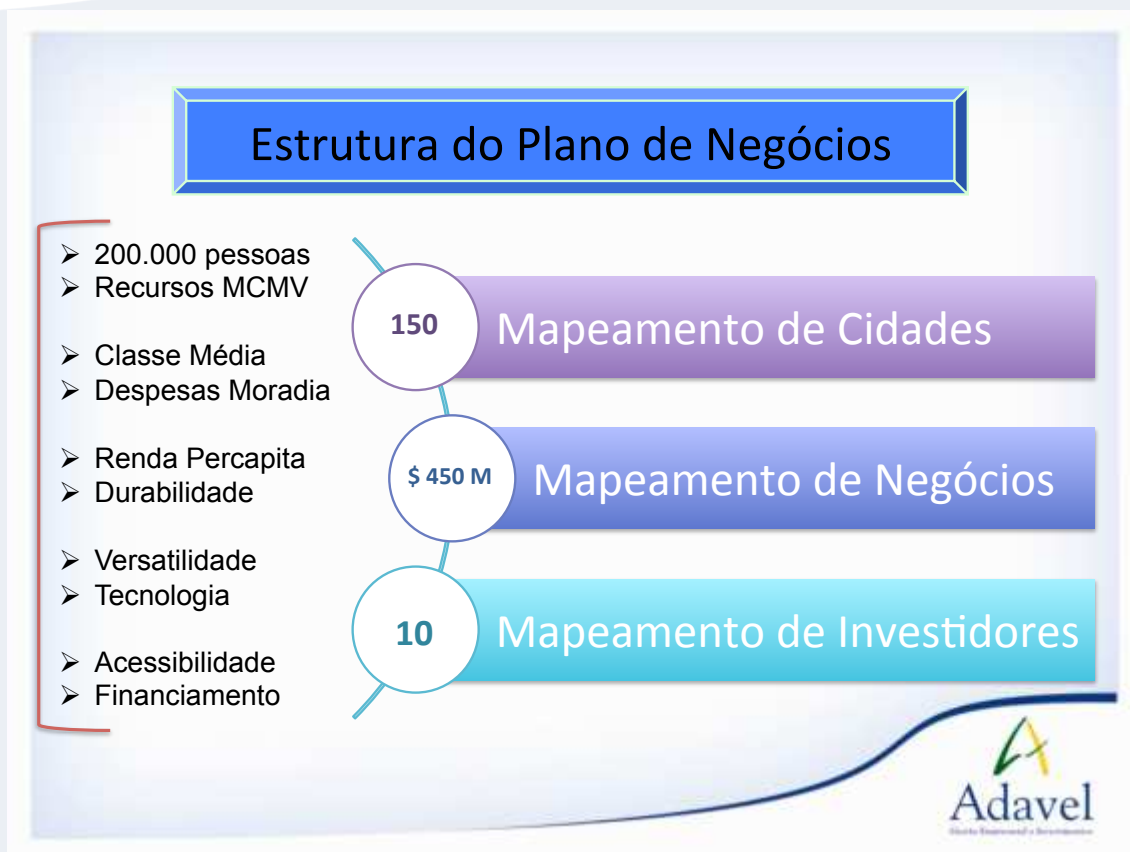 Estrutura do Plano de Negócios
200.000 pessoas
Recursos MCMV
Classe Média
Despesas Moradia
Renda Percapita
Durabilidade
Versatilidade
Tecnologia
Acessibilidade
Financiamento
150
Mapeamento de Cidades
$ 450 M
Mapeamento de Negócios
10
Mapeamento de Investidores
Adavel